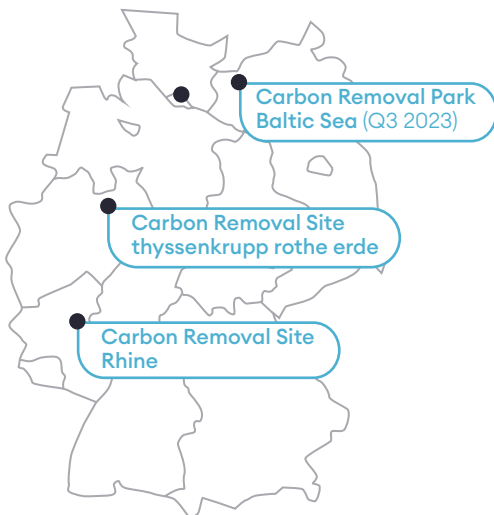 Carbon Removal Park
Baltic Sea (Q3 2023)
Carbon Removal Site
thyssenkrupp rothe erde
Carbon Removal Site
Rhine